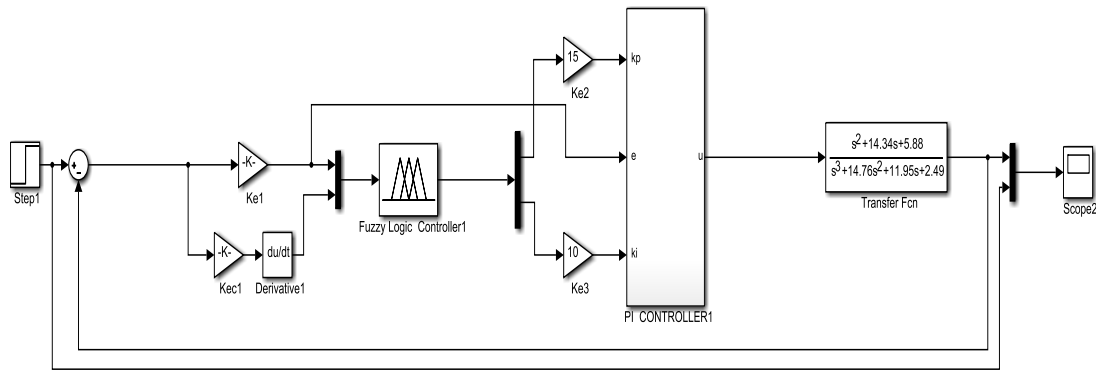 Step1
+
−
-K-
Ke1
-K-
Kec1
du/dt
Derivative1
Fuzzy Logic Controller1
15
Ke2
10
Ke3
kp
e
ki
u
PI CONTROLLER1
s²+14.34s+5.88
s³+14.76s²+11.95s+2.49
Transfer Fcn
Scope2